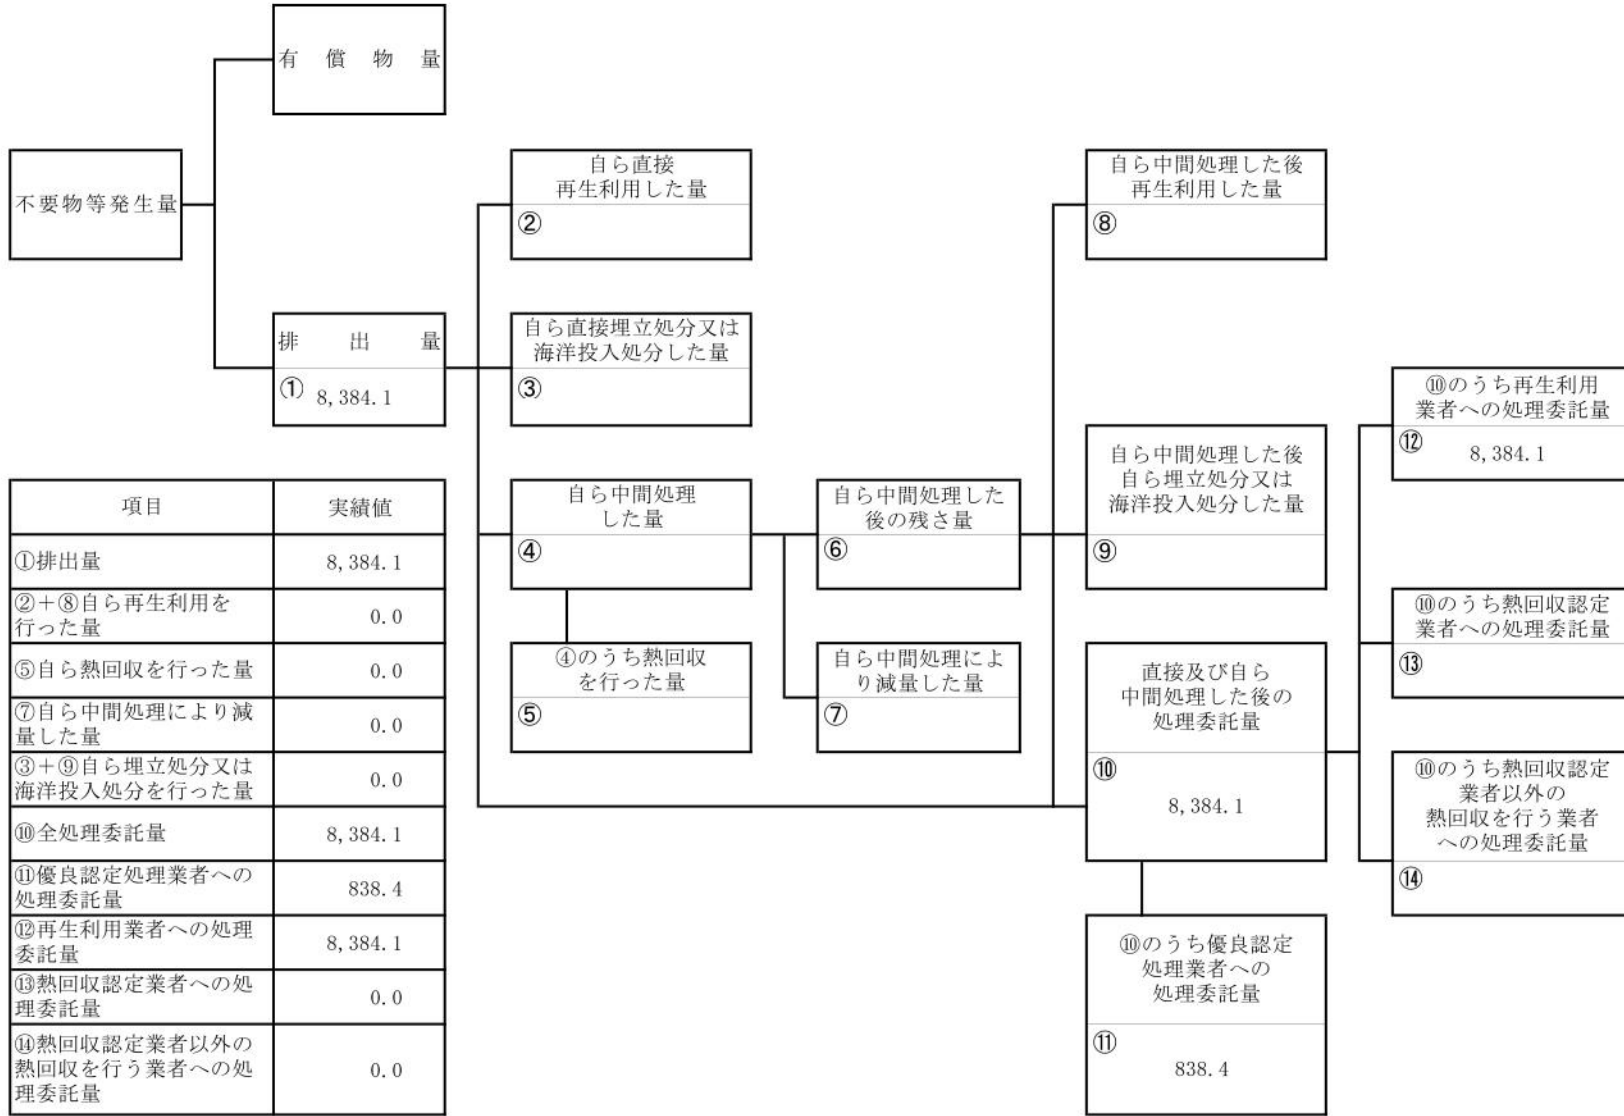 有償物量
不要物等発生量
排出量
① 8,384.1
自ら直接
再生利用した量
②
自ら直接埋立処分又は
海洋投入処分した量
③
自ら中間処理
した量
④
④のうち熱回収
を行った量
⑤
自ら中間処理した
後の残さ量
⑥
自ら中間処理によ
り減量した量
⑦
自ら中間処理した後
再生利用した量
⑧
自ら中間処理した後
自ら埋立処分又は
海洋投入処分した量
⑨
直接及び自ら
中間処理した後の
処理委託量
⑩
8,384.1
⑩のうち優良認定
処理業者への
処理委託量
⑪
838.4
⑩のうち再生利用
業者への処理委託量
⑫ 8,384.1
⑩のうち熱回収認定
業者への処理委託量
⑬
⑩のうち熱回収認定
業者以外の
熱回収を行う業者
への処理委託量
⑭
項目 実績値
①排出量 8,384.1
②＋⑧自ら再生利用を
行った量 0.0
⑤自ら熱回収を行った量 0.0
⑦自ら中間処理により減
量した量 0.0
③＋⑨自ら埋立処分又は
海洋投入処分を行った量 0.0
⑩全処理委託量 8,384.1
⑪優良認定処理業者への
処理委託量 838.4
⑫再生利用業者への処理
委託量 8,384.1
⑬熱回収認定業者への処
理委託量 0.0
⑭熱回収認定業者以外の
熱回収を行う業者への処
理委託量 0.0